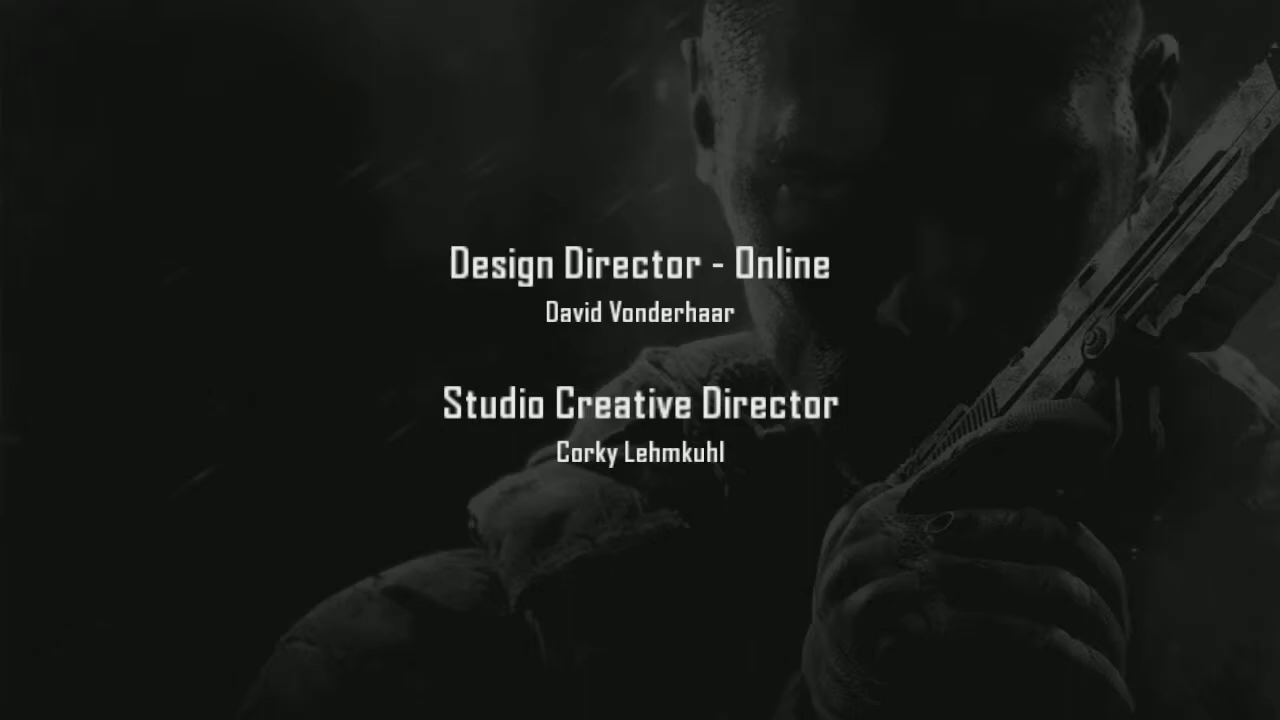 Design Director - Online
David Vonderhaar
Studio Creative Director
Corky Lehmkuhl